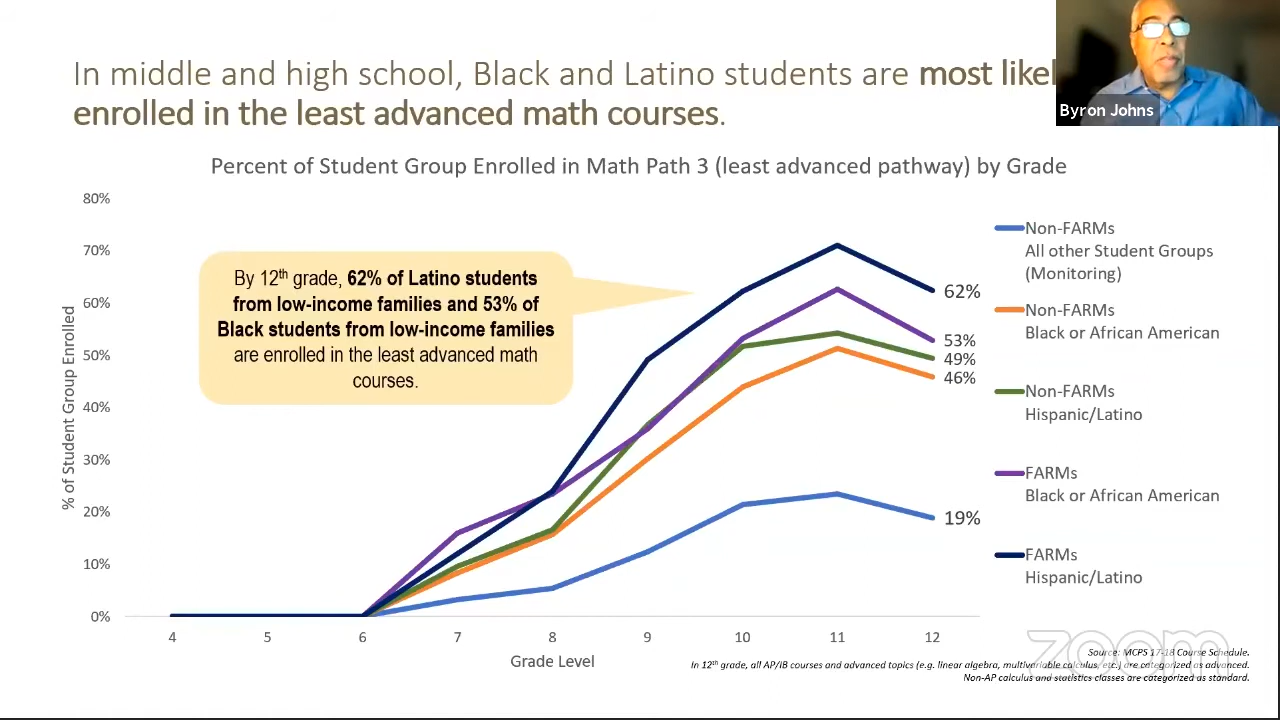 In middle and high school, Black and Latino students are most likel
enrolled in the least advanced math courses.
Byron Johns
Percent of Student Group Enrolled in Math Path 3 (least advanced pathway) by Grade
% of Student Group Enrolled
80%
70%
60%
50%
40%
30%
20%
10%
0%
By 12th grade, 62% of Latino students
from low-income families and 53% of
Black students from low-income families
are enrolled in the least advanced math
courses.
62%
53%
49%
46%
19%
4 5 6 7 8 9 10 11 12
Grade Level
Non-FARMs
All other Student Groups
(Monitoring)
Non-FARMs
Black or African American
Non-FARMs
Hispanic/Latino
FARMs
Black or African American
FARMs
Hispanic/Latino
zoom
Source: MCPS 17-18 Course Schedule.
In 12th grade, all AP/IB courses and advanced topics (e.g. linear algebra, multivariable calculus, etc.) are categorized as advanced.
Non-AP calculus and statistics classes are categorized as standard.